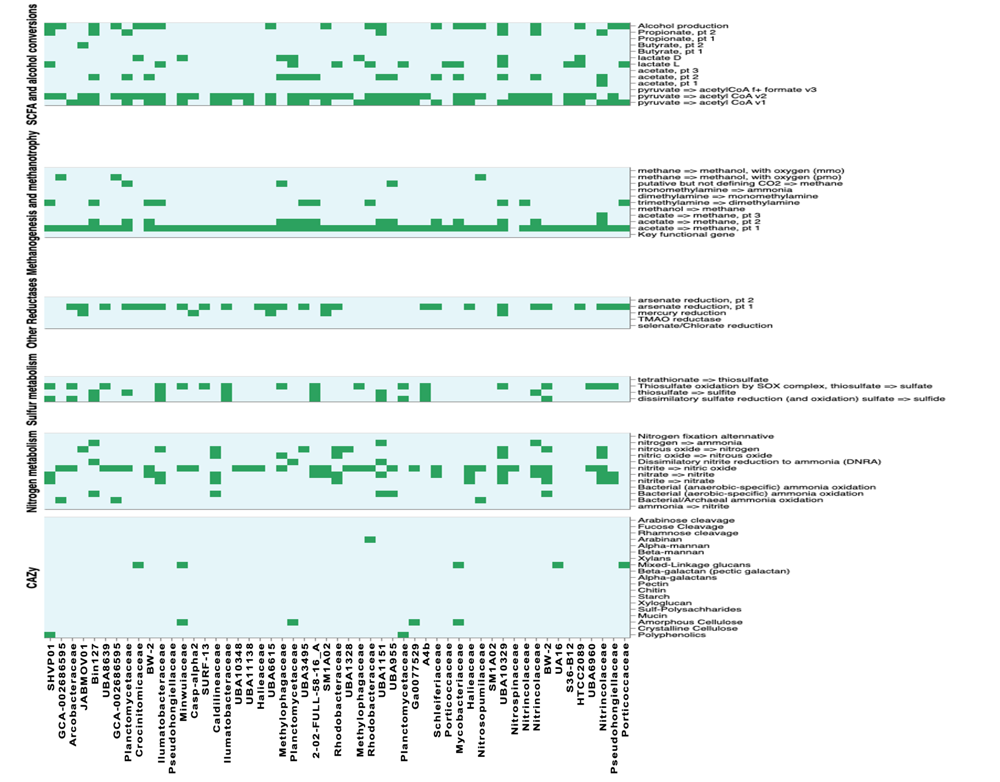 SCFA and alcohol conversions
Alcohol production
Propionate, pt 2
Propionate, pt 1
Butyrate, pt 2
Butyrate, pt 1
lactate D
lactate L
acetate, pt 3
acetate, pt 2
acetate, pt 1
pyruvate => acetylCoA f+ formate v3
pyruvate => acetyl CoA v2
pyruvate => acetyl CoA v1
Methanogenesis and methanotrophy
methane => methanol, with oxygen (mmo)
methane => methanol, with oxygen (pmo)
putative but not defining CO2 => methane
monomethylamine => ammonia
dimethylamine => monomethylamine
trimethylamine => dimethylamine
methanol => methane
acetate => methane, pt 3
acetate => methane, pt 2
acetate => methane, pt 1
Key functional gene
Other Reductases
arsenate reduction, pt 2
arsenate reduction, pt 1
mercury reduction
TMAO reductase
selenate/Chlorate reduction
Sulfur metabolism
tetrathionate => thiosulfate
Thiosulfate oxidation by SOX complex, thiosulfate => sulfate
thiosulfate => sulfite
dissimilatory sulfate reduction (and oxidation) sulfate => sulfide
Nitrogen metabolism
Nitrogen fixation altennative
nitrogen => ammonia
nitrous oxide => nitrogen
nitric oxide => nitrous oxide
Dissimilatory nitrite reduction to ammonia (DNRA)
nitrite => nitric oxide
nitrate => nitrite
nitrite => nitrate
Bacterial (anaerobic-specific) ammonia oxidation
Bacterial (aerobic-specific) ammonia oxidation
Bacterial/Archaeal ammonia oxidation
ammonia => nitrite
CAZy
Arabinose cleavage
Fucose Cleavage
Rhamnose cleavage
Arabinan
Alpha-mannan
Beta-mannan
Xylans
Mixed-Linkage glucans
Beta-galactan (pectic galactan)
Alpha-galactans
Pectin
Chitin
Starch
Xyloglucan
Sulf-Polysachharides
Mucin
Amorphous Cellulose
Crystalline Cellulose
Polyphenolics
SHVP01
GCA-002686595
Arcobacteraceae
JABMOV01
Bin127
UBA8639
GCA-002686595
Planctomycetaceae
Crocinitomicaceae
BW-2
Ilumatobacteraceae
Pseudohongiellaceae
Minwuiaceae
Casp-alpha2
SURF-13
Caldilineaceae
Ilumatobacteraceae
UBA10348
UBA11138
Halieaceae
UBA6615
Methylophagaceae
Planctomycetaceae
UBA3495
2-02-FULL-58-16_A
SM1A02
Rhodobacteraceae
UBA1328
Methylophagaceae
Rhodobacteraceae
UBA1151
UBA955
Planctomycetaceae
Ga0077529
A4b
Schleiferiaceae
Porticoccaceae
Mycobacteriaceae
Halieaceae
Nitrosopumilaceae
SM1A02
UBA10329
Nitrospinaceae
Nitrincolaceae
Nitrincolaceae
BW-2
UA16
S36-B12
HTCC2089
UBA6960
Nitrincolaceae
Pseudohongiellaceae
Porticoccaceae